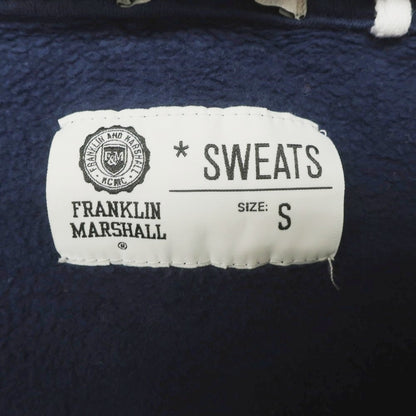 FRANKLIN AND MARSHALL
F&M
KCMC
FRANKLIN
MARSHALL
®
* SWEATS
SIZE: S